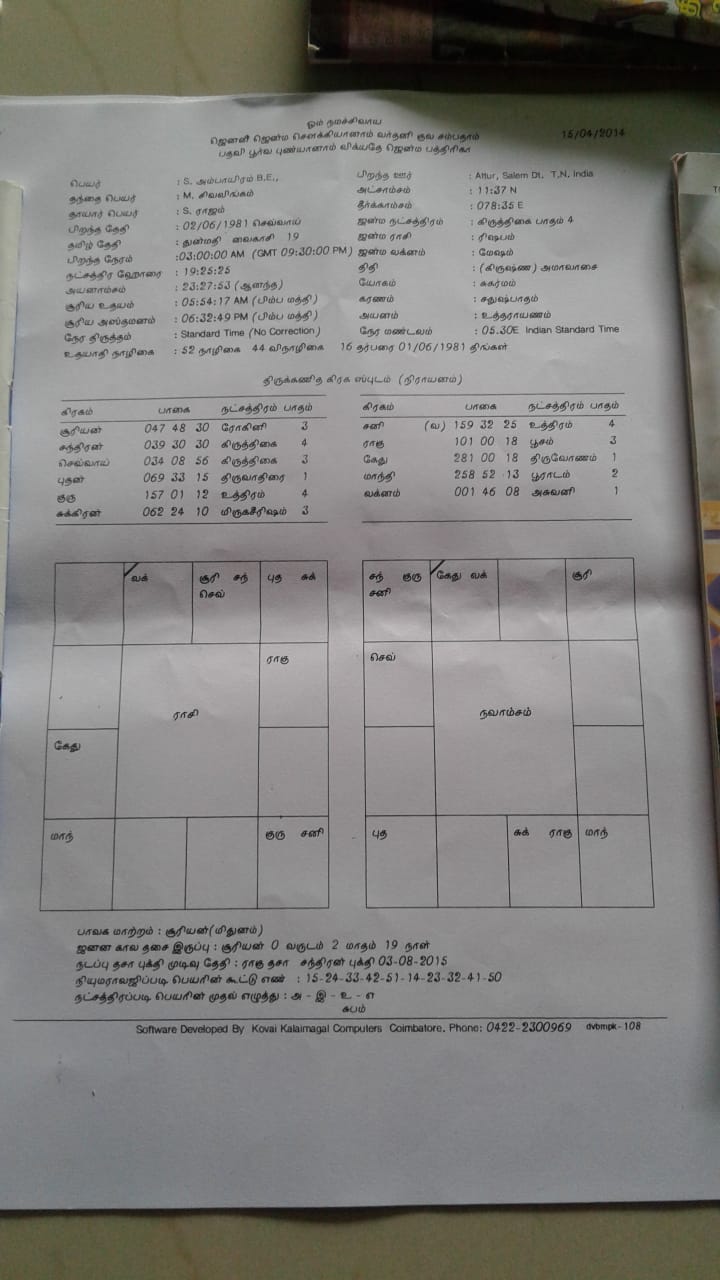 ஓம் நமச்சிவாய
ஜெனனீ ஜென்ம சௌக்கியானாம் வர்தனி குல சம்பதாம் 15/04/2014
பதவி பூர்வ புண்யானாம் லிக்யதே ஜென்ம பத்திரிகா
பெயர் : S. அம்பாயிரம் B.E., பிறந்த ஊர் : Attur, Salem Dt. T.N. India
தந்தை பெயர் : M. சிவலிங்கம் அட்சாம்சம் : 11:37 N
தாயார் பெயர் : S. ராஜம் தீர்க்காம்சம் : 078:35 E
பிறந்த தேதி : 02/06/1981 செவ்வாய் ஜன்ம நட்சத்திரம் : கிருத்திகை பாதம் 4
தமிழ் தேதி : துன்மதி வைகாசி 19 ஜன்ம ராசி : ரிஷபம்
பிறந்த நேரம் :03:00:00 AM (GMT 09:30:00 PM) ஜன்ம லக்னம் : மேஷம்
நட்சத்திர ஹோரை : 19:25:25 திதி : (கிருஷ்ண) அமாவாசை
அயனாம்சம் : 23:27:53 (ஆனந்த) யோகம் : சுகர்மம்
சூரிய உதயம் : 05:54:17 AM (பிம்ப மத்தி) கரணம் : சதுஷ்பாதம்
சூரிய அஸ்தமனம் : 06:32:49 PM (பிம்ப மத்தி) அயனம் : உத்தராயணம்
நேர திருத்தம் : Standard Time (No Correction) நேர மண்டலம் : 05.30E Indian Standard Time
உதயாதி நாழிகை : 52 நாழிகை 44 விநாழிகை 16 தர்பரை 01/06/1981 திங்கள்
திருக்கணித கிரக ஸ்புடம் (நிராயனம்)
கிரகம் பாகை நட்சத்திரம் பாதம் கிரகம் பாகை நட்சத்திரம் பாதம்
சூரியன் 047 48 30 ரோகினி 3 சனி (வ) 159 32 25 உத்திரம் 4
சந்திரன் 039 30 30 கிருத்திகை 4 ராகு 101 00 18 பூசம் 3
செவ்வாய் 034 08 56 கிருத்திகை 3 கேது 281 00 18 திருவோணம் 1
புதன் 069 33 15 திருவாதிரை 1 மாந்தி 258 52 13 பூராடம் 2
குரு 157 01 12 உத்திரம் 4 லக்னம் 001 46 08 அசுவனி 1
சுக்கிரன் 062 24 10 மிருகசீரிஷம் 3
லக் சூரி சந் புத சுக் சந் குரு கேது லக் சூரி
செவ் சனி
ராகு செவ்
ராசி நவாம்சம்
கேது
மாந் குரு சனி புத சுக் ராகு மாந்
பாவக மாற்றம் : சூரியன்(மிதுனம்)
ஜனன கால தசை இருப்பு : சூரியன் 0 வருடம் 2 மாதம் 19 நாள்
நடப்பு தசா புக்தி முடிவு தேதி : ராகு தசா சந்திரன் புக்தி 03-08-2015
நியுமராலஜிப்படி பெயரின் கூட்டு எண் : 15-24-33-42-51-14-23-32-41-50
நட்சத்திரப்படி பெயரின் முதல் எழுத்து : அ - இ - உ - எ
சுபம்
Software Developed By Kovai Kalaimagal Computers Coimbatore. Phone: 0422-2300969 dvbmpk-108